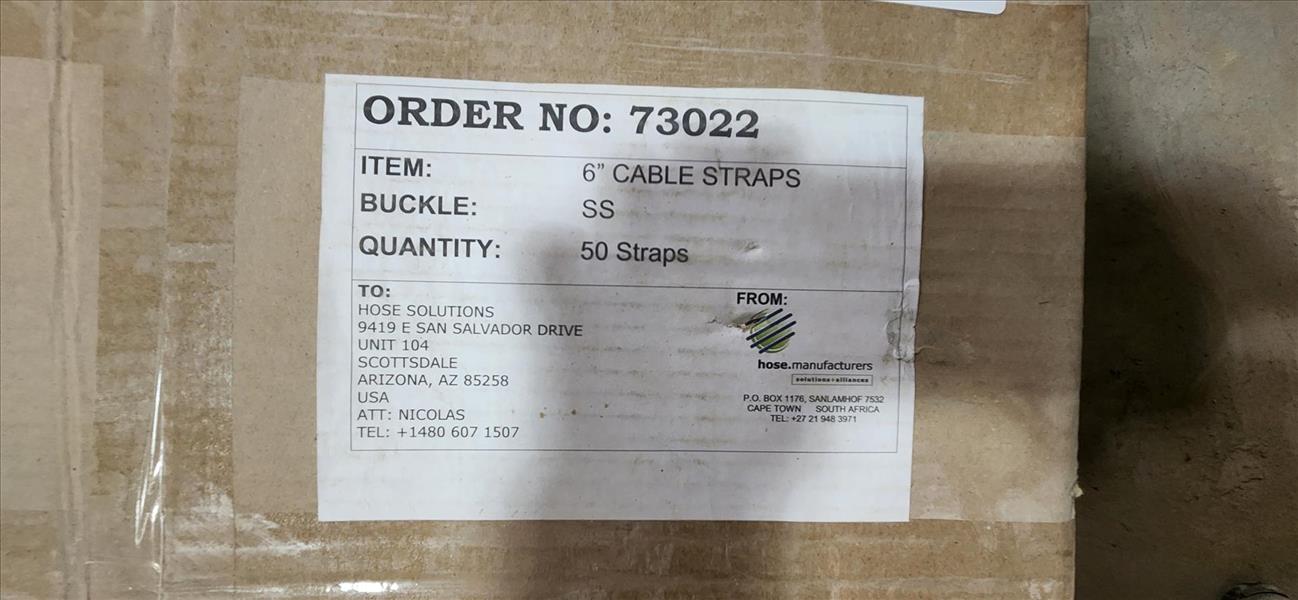 ORDER NO: 73022
ITEM: 6” CABLE STRAPS
BUCKLE: SS
QUANTITY: 50 Straps
TO:
HOSE SOLUTIONS
9419 E SAN SALVADOR DRIVE
UNIT 104
SCOTTSDALE
ARIZONA, AZ 85258
USA
ATT: NICOLAS
TEL: +1480 607 1507
FROM:
hose.manufacturers
solutions+alliances
P.O. BOX 1176, SANLAMHOF 7532
CAPE TOWN SOUTH AFRICA
TEL: +27 21 948 3971